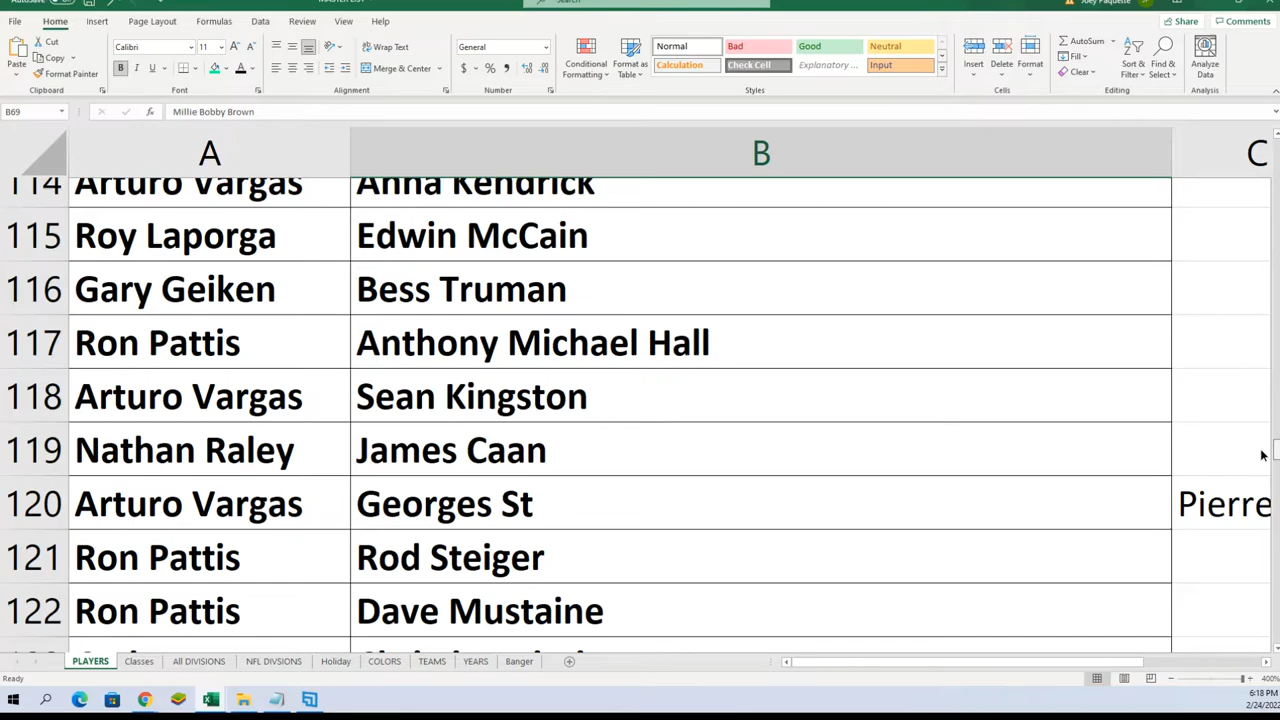 Search
Joey Paquette
File Home Insert Page Layout Formulas Data Review View Help Share Comments
Paste Cut Copy Format Painter Clipboard
Calibri 11 Font
Wrap Text Merge & Center Alignment
General Number
Conditional Formatting Format as Table
Normal Bad Good Neutral
Calculation Check Cell Explanatory ... Input
Styles
Insert Delete Format Cells
AutoSum Fill Clear Sort & Filter Find & Select Editing
Analyze Data Analysis
B69 fx Millie Bobby Brown
A B C
114 Arturo Vargas Anna Kendrick
115 Roy Laporga Edwin McCain
116 Gary Geiken Bess Truman
117 Ron Pattis Anthony Michael Hall
118 Arturo Vargas Sean Kingston
119 Nathan Raley James Caan
120 Arturo Vargas Georges St Pierre
121 Ron Pattis Rod Steiger
122 Ron Pattis Dave Mustaine
PLAYERS Classes All DIVISIONS NFL DIVSIONS Holiday COLORS TEAMS YEARS Banger
Ready 400%
6:18 PM